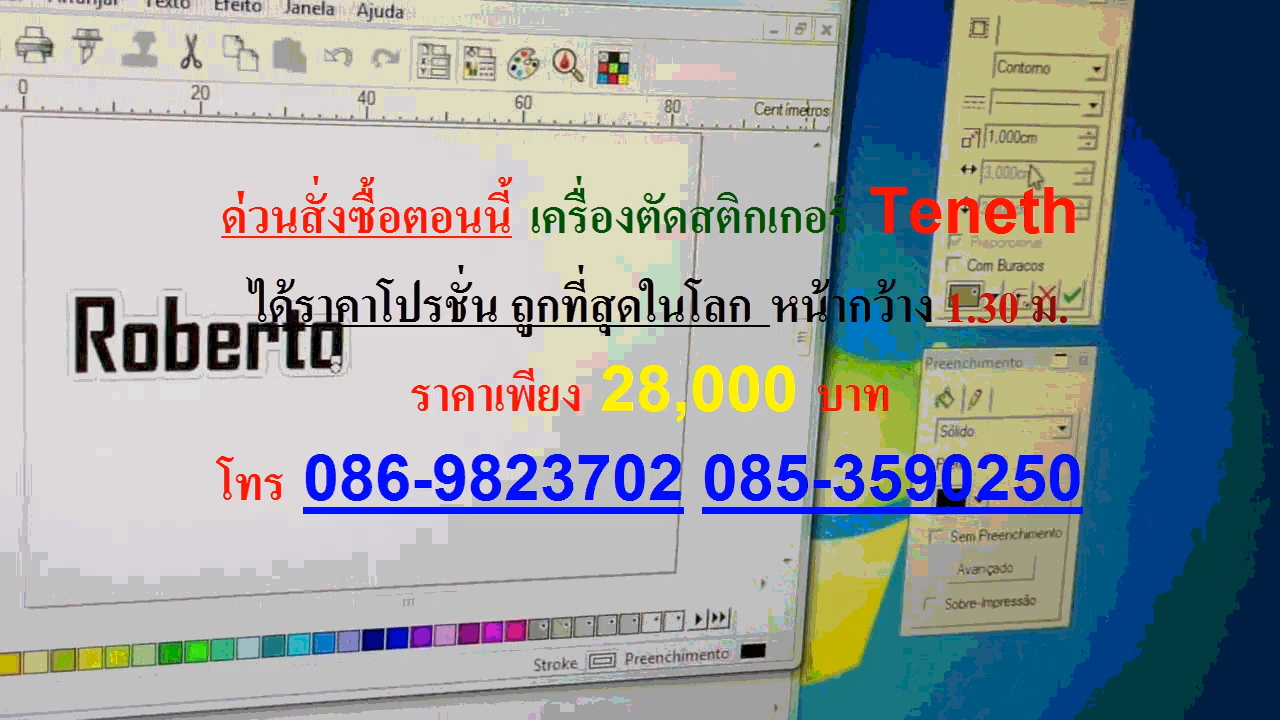 Texto Efeito Janela Ajuda
0 20 40 60 80 Centímetros
Contorno
1,000cm
3,000cm
Proporcional
Com Buracos
ด่วนสั่งซื้อตอนนี้ เครื่องตัดสติกเกอร์ Teneth
ได้ราคาโปรชั่น ถูกที่สุดในโลก หน้ากว้าง 1.30 ม.
ราคาเพียง 28,000 บาท
โทร 086-9823702 085-3590250
Roberto
Preenchimento
Sólido
Sem Preenchimento
Avançado
Sobre-Impressão
Stroke Preenchimento